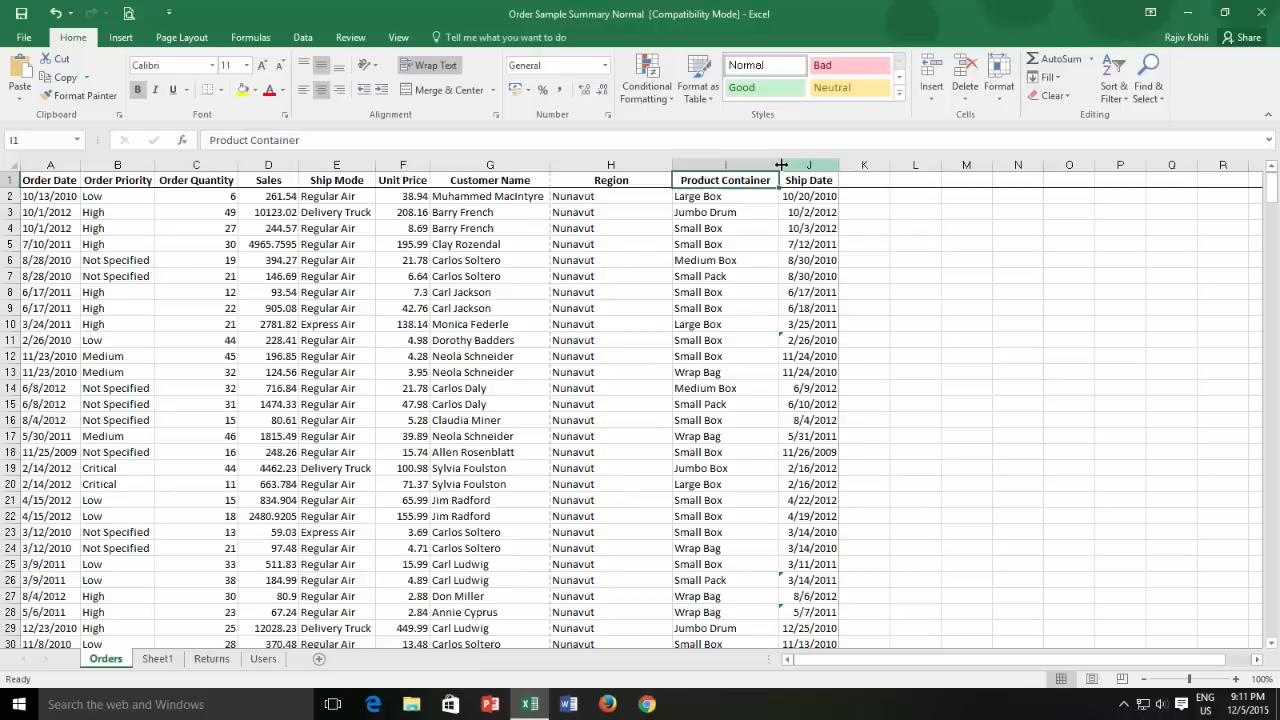 Order Sample Summary Normal [Compatibility Mode] - Excel
File Home Insert Page Layout Formulas Data Review View Tell me what you want to do Rajiv Kohli Share
Paste Cut Copy Format Painter Clipboard
Calibri 11 B I U A Font
Wrap Text Merge & Center Alignment
General $ % , Number
Conditional Formatting Format as Table Normal Bad Good Neutral Styles
Insert Delete Format Cells
AutoSum Fill Clear Sort & Filter Find & Select Editing
I1 fx Product Container
A B C D E F G H I J K L M N O P Q R
1 Order Date Order Priority Order Quantity Sales Ship Mode Unit Price Customer Name Region Product Container Ship Date
2 10/13/2010 Low 6 261.54 Regular Air 38.94 Muhammed MacIntyre Nunavut Large Box 10/20/2010
3 10/1/2012 High 49 10123.02 Delivery Truck 208.16 Barry French Nunavut Jumbo Drum 10/2/2012
4 10/1/2012 High 27 244.57 Regular Air 8.69 Barry French Nunavut Small Box 10/3/2012
5 7/10/2011 High 30 4965.7595 Regular Air 195.99 Clay Rozendal Nunavut Small Box 7/12/2011
6 8/28/2010 Not Specified 19 394.27 Regular Air 21.78 Carlos Soltero Nunavut Medium Box 8/30/2010
7 8/28/2010 Not Specified 21 146.69 Regular Air 6.64 Carlos Soltero Nunavut Small Pack 8/30/2010
8 6/17/2011 High 12 93.54 Regular Air 7.3 Carl Jackson Nunavut Small Box 6/17/2011
9 6/17/2011 High 22 905.08 Regular Air 42.76 Carl Jackson Nunavut Small Box 6/18/2011
10 3/24/2011 High 21 2781.82 Express Air 138.14 Monica Federle Nunavut Large Box 3/25/2011
11 2/26/2010 Low 44 228.41 Regular Air 4.98 Dorothy Badders Nunavut Small Box 2/26/2010
12 11/23/2010 Medium 45 196.85 Regular Air 4.28 Neola Schneider Nunavut Small Box 11/24/2010
13 11/23/2010 Medium 32 124.56 Regular Air 3.95 Neola Schneider Nunavut Wrap Bag 11/24/2010
14 6/8/2012 Not Specified 32 716.84 Regular Air 21.78 Carlos Daly Nunavut Medium Box 6/9/2012
15 6/8/2012 Not Specified 31 1474.33 Regular Air 47.98 Carlos Daly Nunavut Small Pack 6/10/2012
16 8/4/2012 Not Specified 15 80.61 Regular Air 5.28 Claudia Miner Nunavut Small Box 8/4/2012
17 5/30/2011 Medium 46 1815.49 Regular Air 39.89 Neola Schneider Nunavut Wrap Bag 5/31/2011
18 11/25/2009 Not Specified 16 248.26 Regular Air 15.74 Allen Rosenblatt Nunavut Small Box 11/26/2009
19 2/14/2012 Critical 44 4462.23 Delivery Truck 100.98 Sylvia Foulston Nunavut Jumbo Box 2/16/2012
20 2/14/2012 Critical 11 663.784 Regular Air 71.37 Sylvia Foulston Nunavut Large Box 2/16/2012
21 4/15/2012 Low 15 834.904 Regular Air 65.99 Jim Radford Nunavut Small Box 4/22/2012
22 4/15/2012 Low 18 2480.9205 Regular Air 155.99 Jim Radford Nunavut Small Box 4/19/2012
23 3/12/2010 Not Specified 13 59.03 Express Air 3.69 Carlos Soltero Nunavut Small Box 3/14/2010
24 3/12/2010 Not Specified 21 97.48 Regular Air 4.71 Carlos Soltero Nunavut Wrap Bag 3/14/2010
25 3/9/2011 Low 33 511.83 Regular Air 15.99 Carl Ludwig Nunavut Small Box 3/11/2011
26 3/9/2011 Low 38 184.99 Regular Air 4.89 Carl Ludwig Nunavut Small Pack 3/14/2011
27 8/4/2012 High 30 80.9 Regular Air 2.88 Don Miller Nunavut Wrap Bag 8/6/2012
28 5/6/2011 High 23 67.24 Regular Air 2.84 Annie Cyprus Nunavut Wrap Bag 5/7/2011
29 12/23/2010 High 25 12028.23 Delivery Truck 449.99 Carl Ludwig Nunavut Jumbo Drum 12/25/2010
30 11/8/2010 Low 28 370.48 Regular Air 13.48 Carlos Soltero Nunavut Small Box 11/13/2010
Orders Sheet1 Returns Users
Ready 100%
Search the web and Windows ENG 9:11 PM
US 12/5/2015